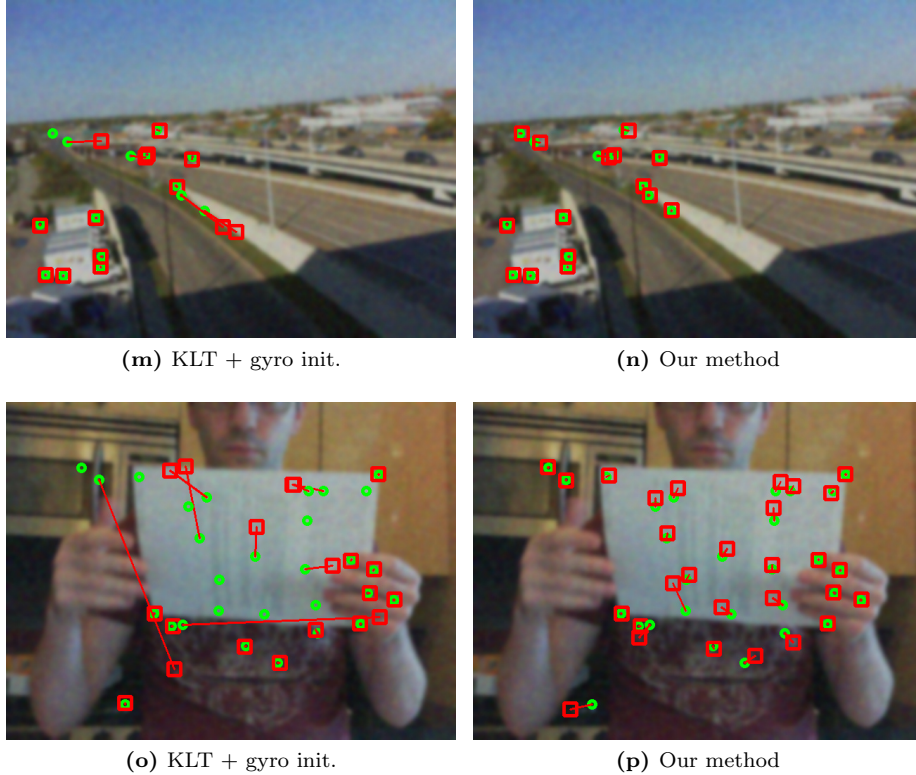 (m) KLT + gyro init.
(n) Our method
(o) KLT + gyro init.
(p) Our method